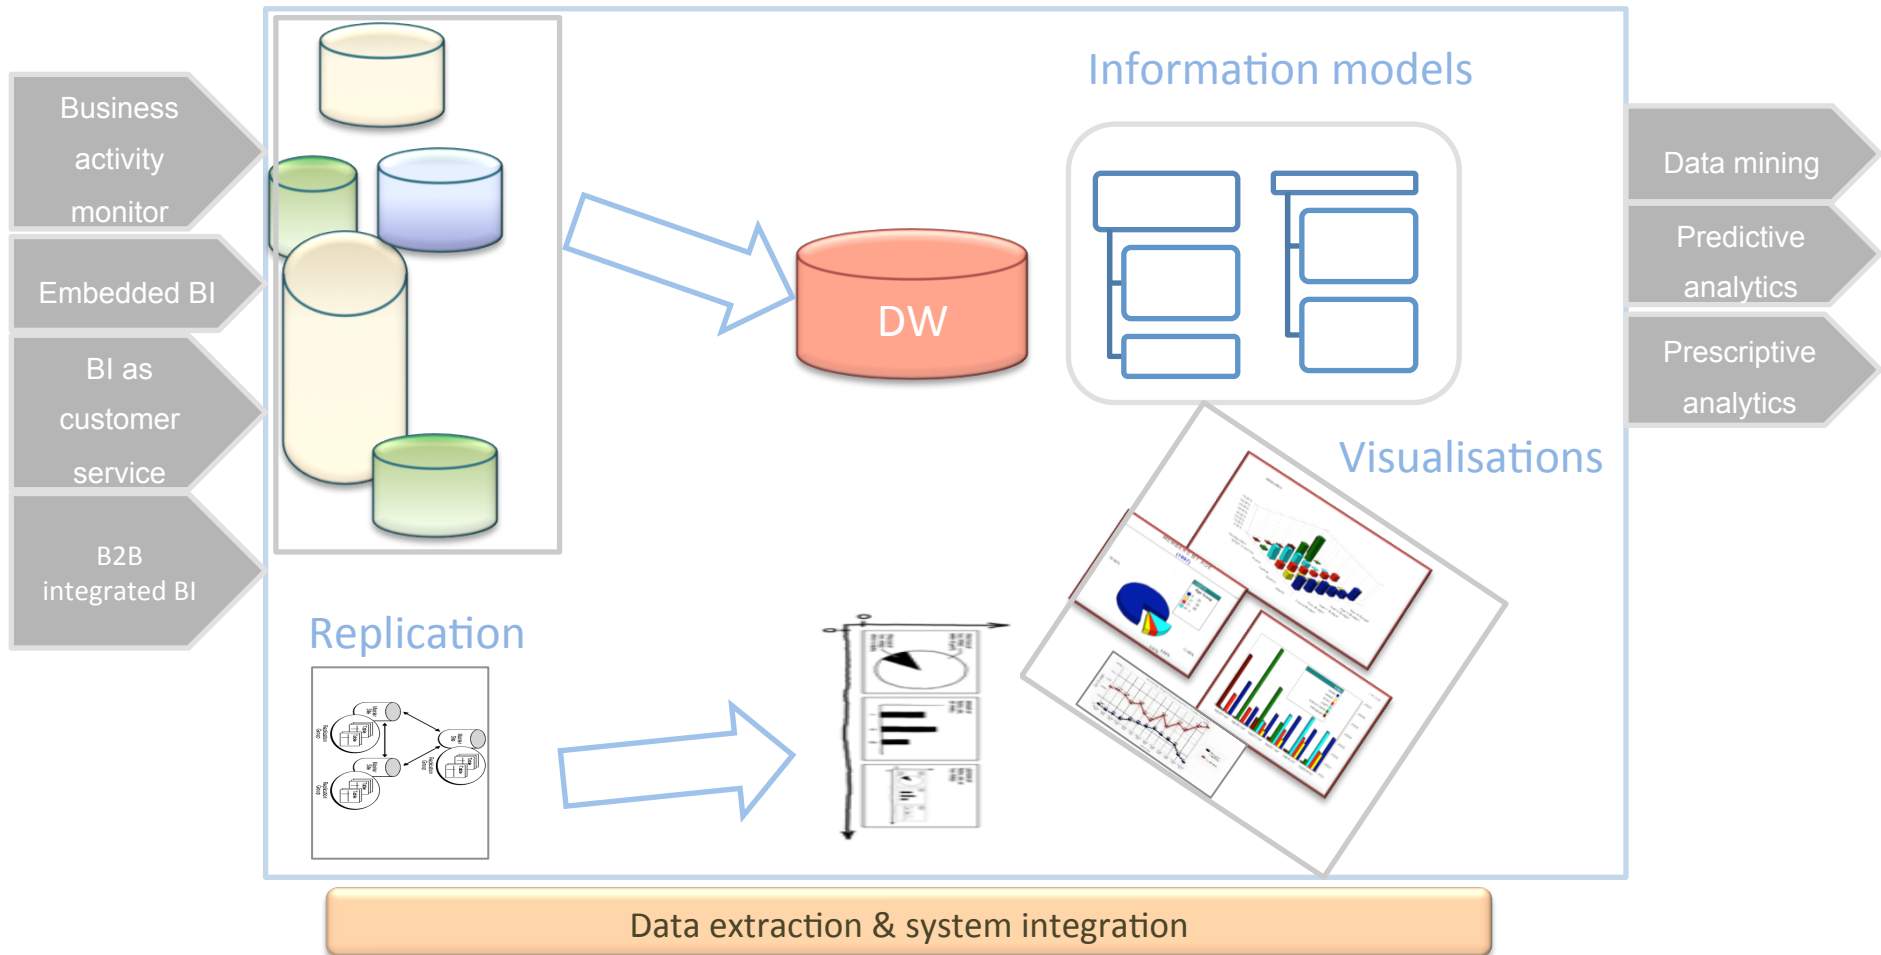 Business
activity
monitor
Embedded BI
BI as
customer
service
B2B
integrated BI
DW
Information models
Visualisations
Replication
Data mining
Predictive
analytics
Prescriptive
analytics
Data extraction & system integration